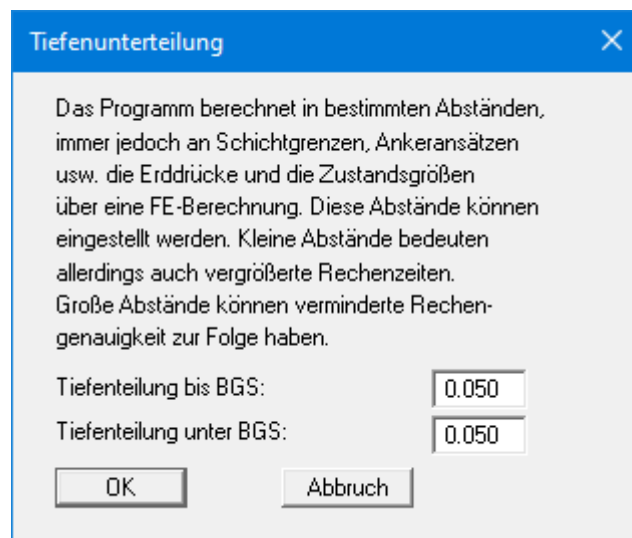 Tiefenunterteilung
Das Programm berechnet in bestimmten Abständen,
immer jedoch an Schichtgrenzen, Ankeransätzen
usw. die Erddrücke und die Zustandsgrößen
über eine FE-Berechnung. Diese Abstände können
eingestellt werden. Kleine Abstände bedeuten
allerdings auch vergrößerte Rechenzeiten.
Große Abstände können verminderte Rechen-
genauigkeit zur Folge haben.
Tiefenteilung bis BGS: 0.050
Tiefenteilung unter BGS: 0.050
OK Abbruch